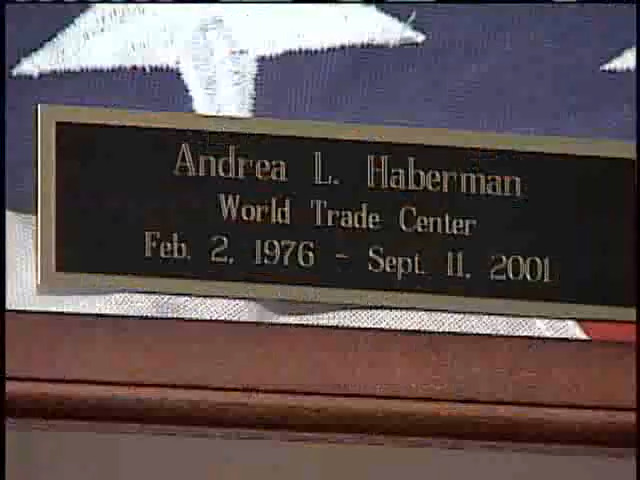 Andrea L. Haberman
World Trade Center
Feb. 2, 1976 - Sept. 11, 2001